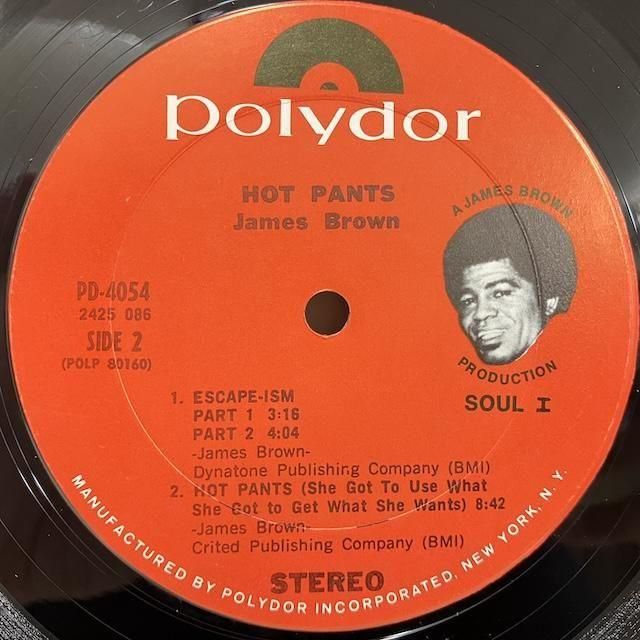 Polydor
HOT PANTS
James Brown
A JAMES BROWN
PRODUCTION
SOUL I
PD-4054
2425 086
SIDE 2
(POLP 80160)
1. ESCAPE-ISM
PART 1 3:16
PART 2 4:04
-James Brown-
Dynatone Publishing Company (BMI)
2. HOT PANTS (She Got To Use What
She Got to Get What She Wants) 8:42
-James Brown-
Crited Publishing Company (BMI)
STEREO
MANUFACTURED BY POLYDOR INCORPORATED, NEW YORK, N. Y.